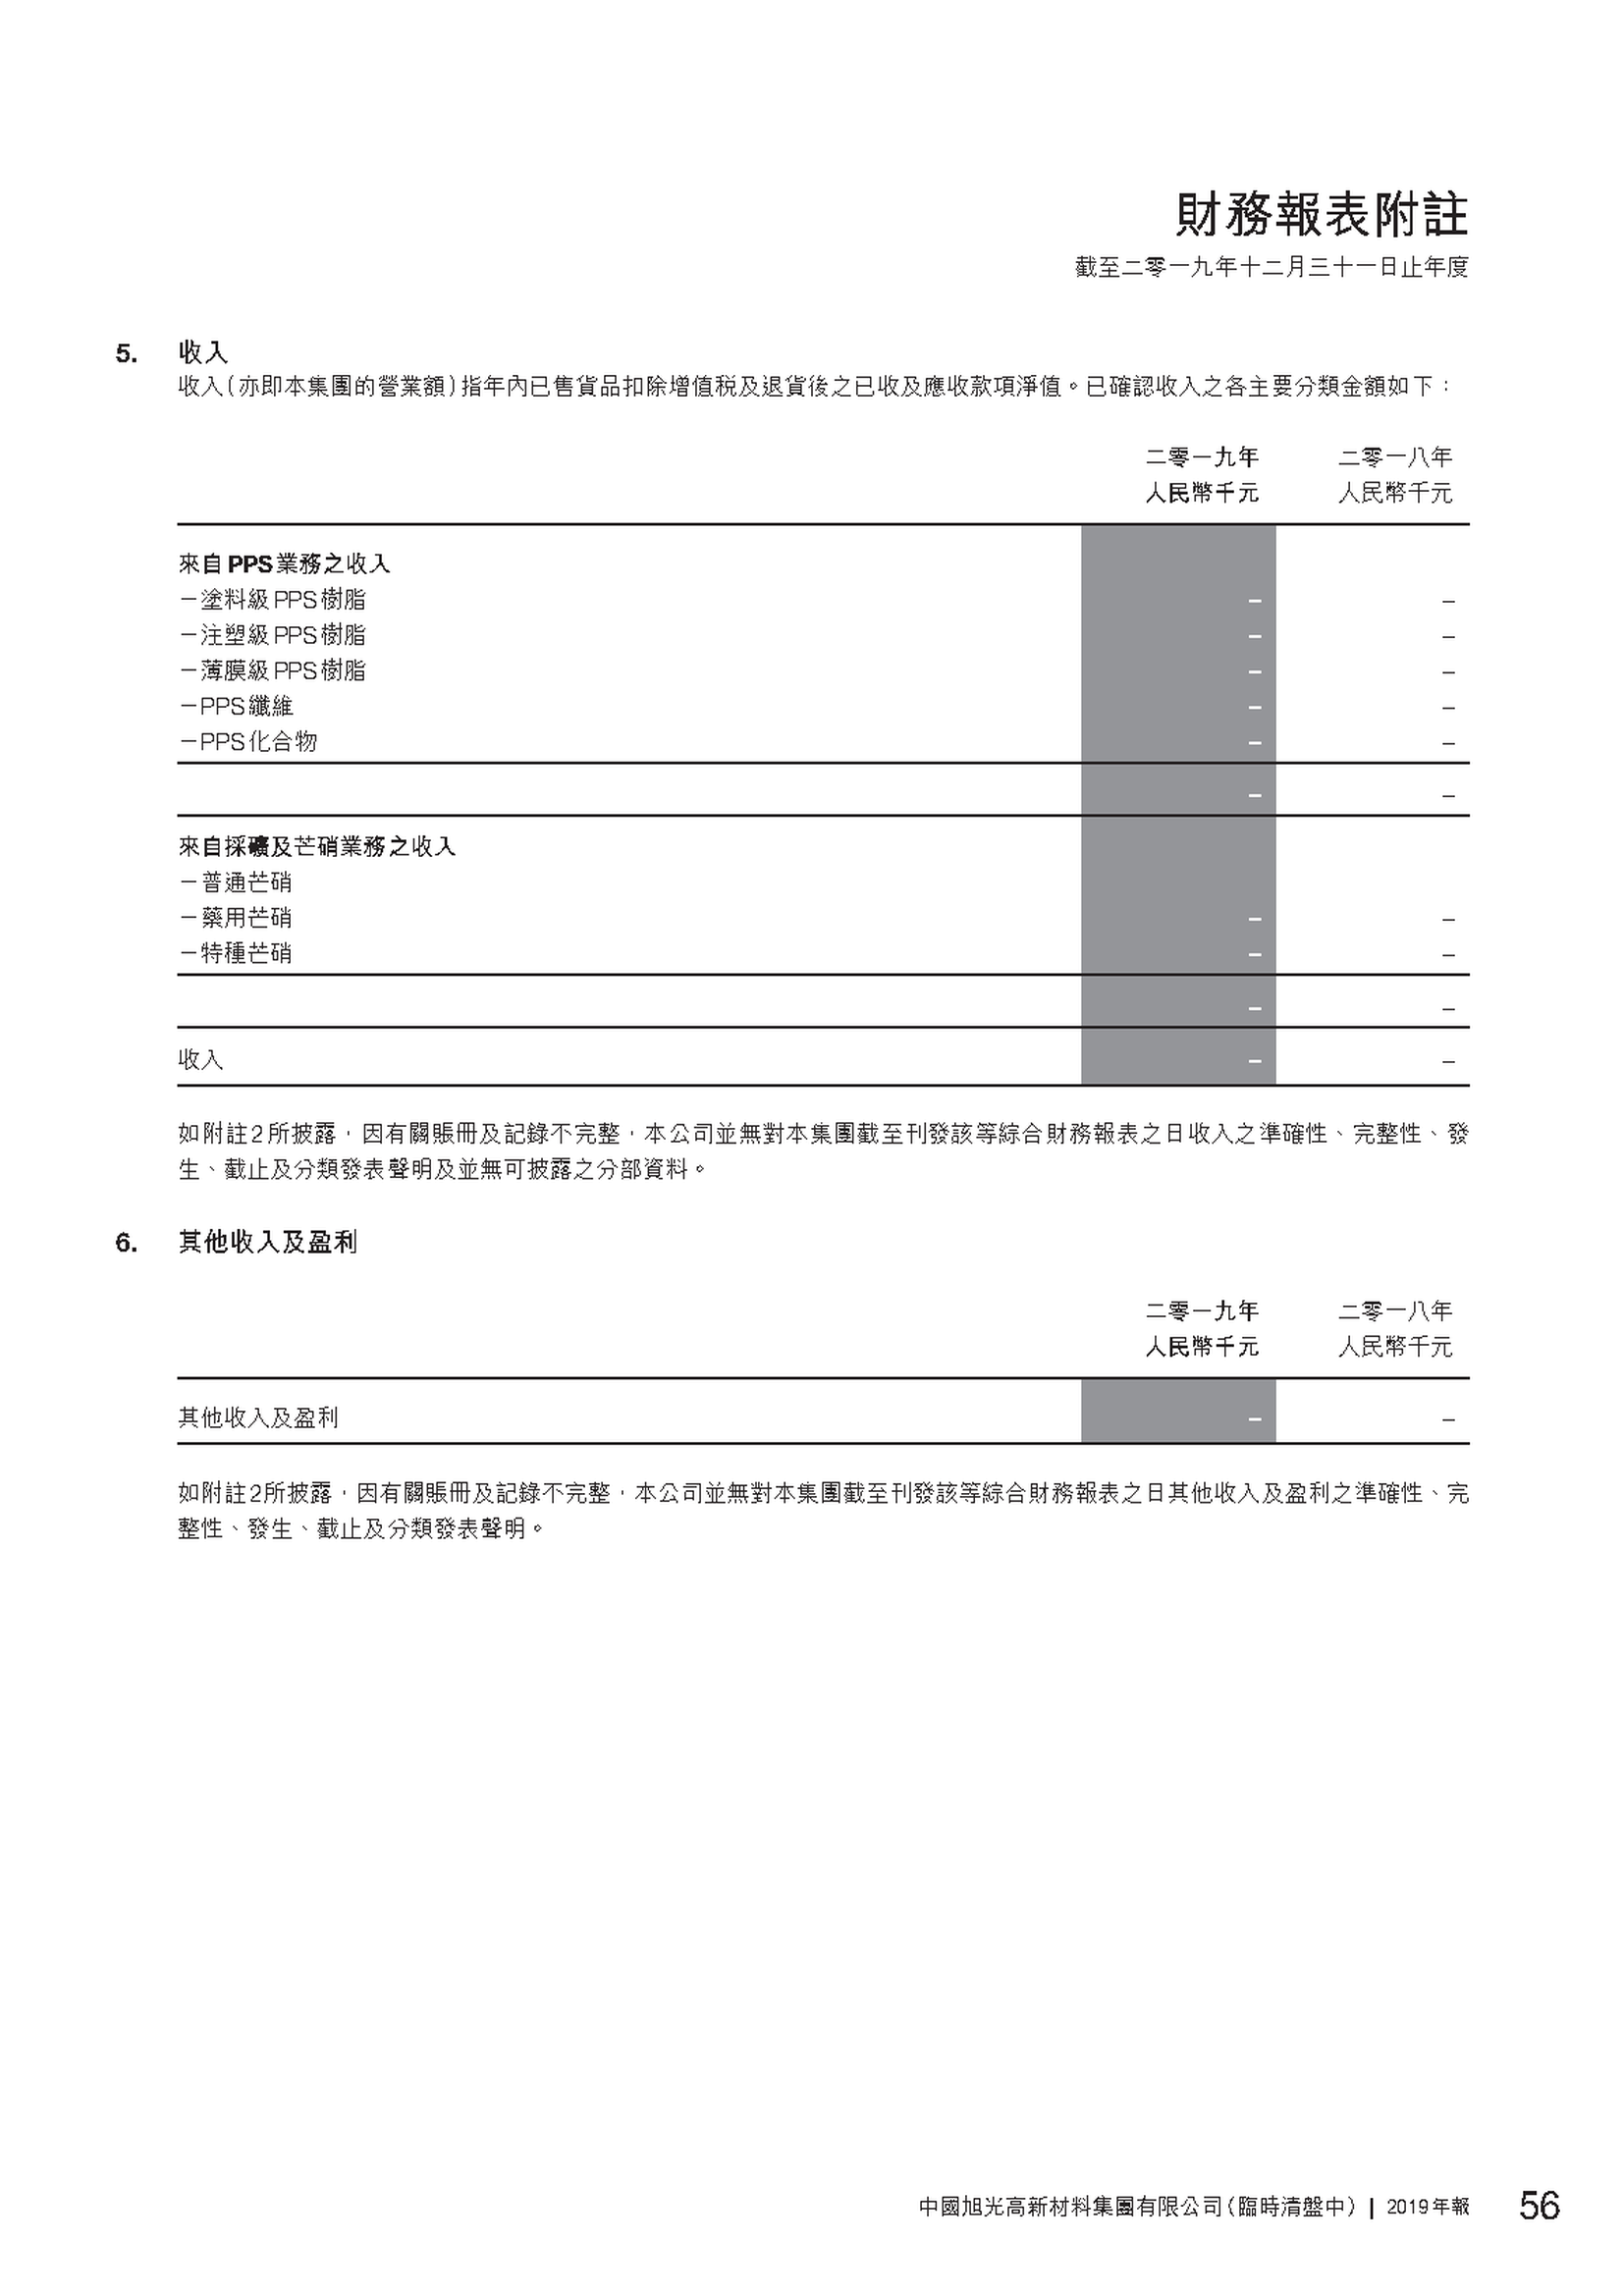 財務報表附註
截至二零一九年十二月三十一日止年度
5. 收入
收入(亦即本集團的營業額)指年內已售貨品扣除增值税及退貨後之已收及應收款項淨值。已確認收入之各主要分類金額如下：
二零一九年 二零一八年
人民幣千元 人民幣千元
來自PPS業務之收入
－塗料級PPS樹脂 – –
－注塑級PPS樹脂 – –
－薄膜級PPS樹脂 – –
－PPS纖維 – –
－PPS化合物 – –
– –
來自採礦及芒硝業務之收入
－普通芒硝
－藥用芒硝 – –
－特種芒硝 – –
– –
收入 – –
如附註2所披露，因有關賬冊及記錄不完整，本公司並無對本集團截至刊發該等綜合財務報表之日收入之準確性、完整性、發
生、截止及分類發表聲明及並無可披露之分部資料。
6. 其他收入及盈利
二零一九年 二零一八年
人民幣千元 人民幣千元
其他收入及盈利 – –
如附註2所披露，因有關賬冊及記錄不完整，本公司並無對本集團截至刊發該等綜合財務報表之日其他收入及盈利之準確性、完
整性、發生、截止及分類發表聲明。
中國旭光高新材料集團有限公司(臨時清盤中) | 2019年報 56